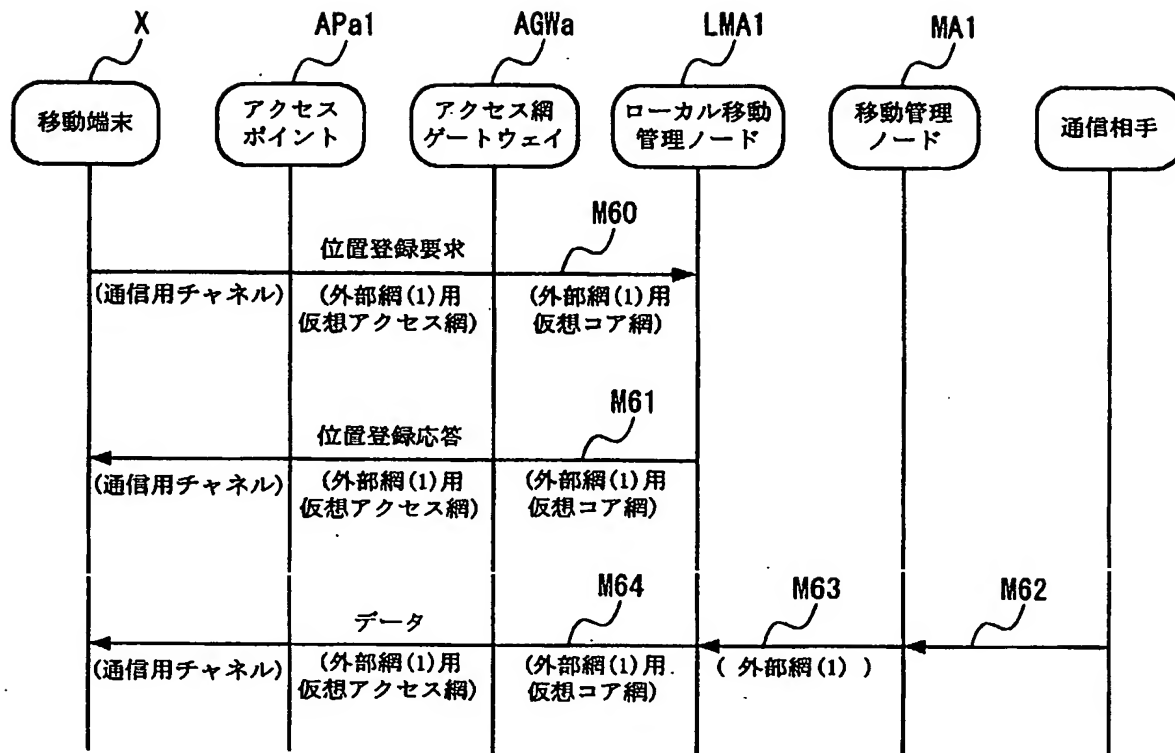 X
APa1
AGWa
LMA1
MA1
移動端末
アクセス
ポイント
アクセス網
ゲートウェイ
ローカル移動
管理ノード
移動管理
ノード
通信相手
M60
位置登録要求
(通信用チャネル)
(外部網(1)用
仮想アクセス網)
(外部網(1)用
仮想コア網)
M61
位置登録応答
(通信用チャネル)
(外部網(1)用
仮想アクセス網)
(外部網(1)用
仮想コア網)
M64
M63
M62
データ
(通信用チャネル)
(外部網(1)用
仮想アクセス網)
(外部網(1)用
仮想コア網)
( 外部網(1) )